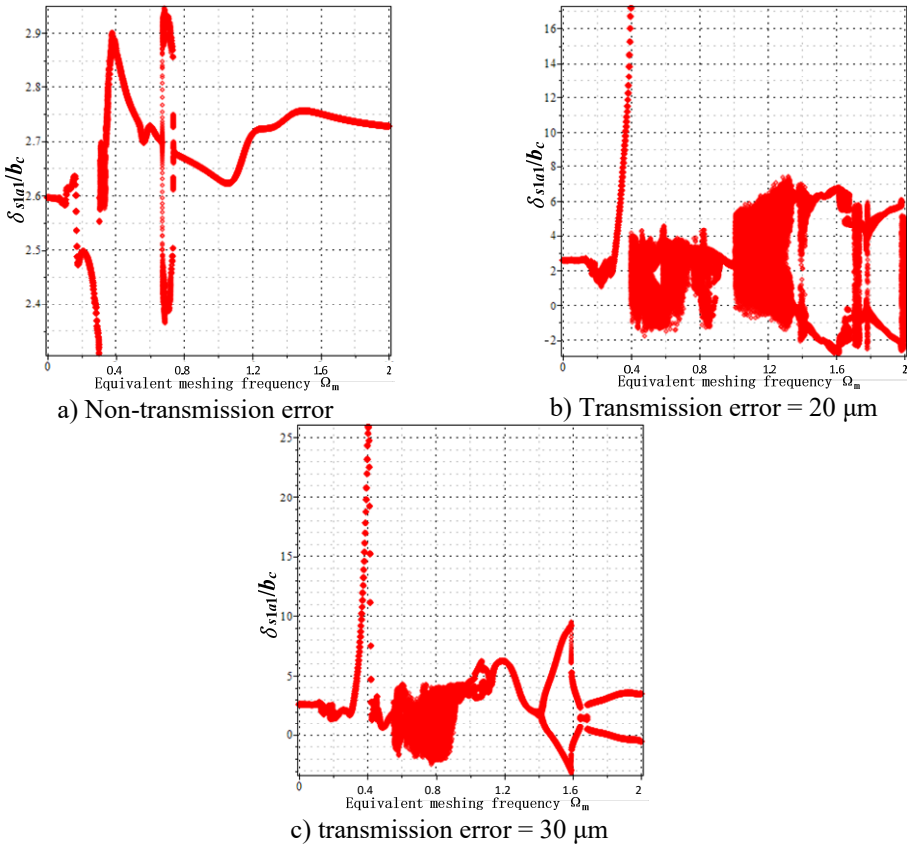 2.9
2.8
2.7
2.6
2.5
2.4
δs1a1/bc
0 0.4 0.8 1.2 1.6 2
Equivalent meshing frequency Ωm
a) Non-transmission error
16
14
12
10
8
6
4
2
0
-2
δs1a1/bc
0 0.4 0.8 1.2 1.6 2
Equivalent meshing frequency Ωm
b) Transmission error = 20 μm
25
20
15
10
5
0
δs1a1/bc
0 0.4 0.8 1.2 1.6 2
Equivalent meshing frequency Ωm
c) transmission error = 30 μm